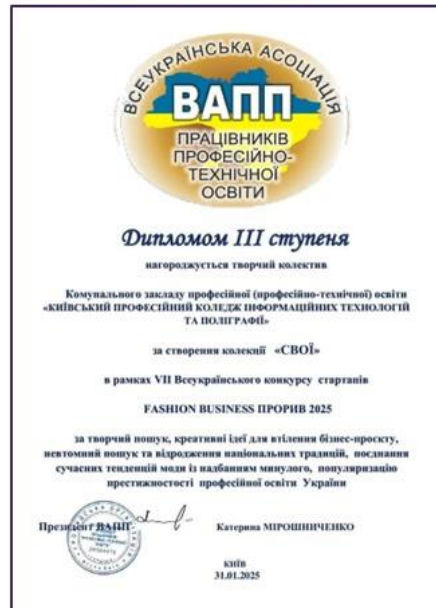 ВСЕУКРАЇНСЬКА АСОЦІАЦІЯ
ВАПП
ПРАЦІВНИКІВ
ПРОФЕСІЙНО-
ТЕХНІЧНОЇ
ОСВІТИ
Дипломом III ступеня
нагороджується творчий колектив
Комунального закладу професійної (професійно-технічної) освіти
«КИЇВСЬКИЙ ПРОФЕСІЙНИЙ КОЛЕДЖ ІНФОРМАЦІЙНИХ ТЕХНОЛОГІЙ
ТА ПОЛІГРАФІЇ»
за створення колекції «СВОЇ»
в рамках VII Всеукраїнського конкурсу стартапів
FASHION BUSINESS ПРОРИВ 2025
за творчий пошук, креативні ідеї для втілення бізнес-проєкту,
невтомний пошук та відродження національних традицій, поєднання
сучасних тенденцій моди із надбанням минулого, популяризацію
престижностості професійної освіти України
Президент ВАПП
Катерина МІРОШНИЧЕНКО
КИЇВ
31.01.2025